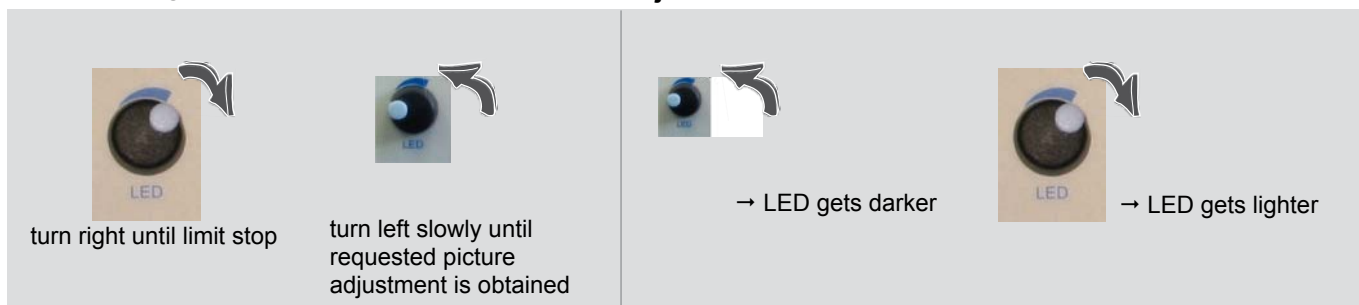 LED
turn right until limit stop
LED
turn left slowly until
requested picture
adjustment is obtained
LED
→ LED gets darker
LED
→ LED gets lighter